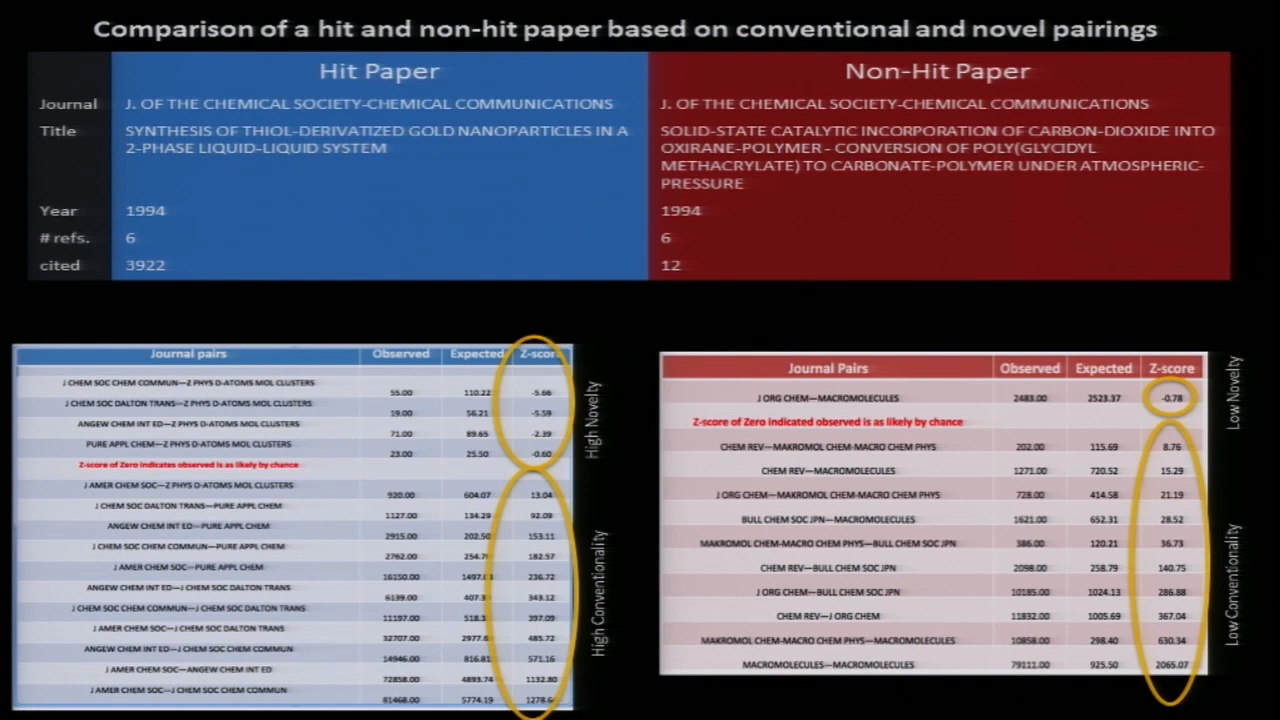 Comparison of a hit and non-hit paper based on conventional and novel pairings
Hit Paper
Non-Hit Paper
Journal J. OF THE CHEMICAL SOCIETY-CHEMICAL COMMUNICATIONS J. OF THE CHEMICAL SOCIETY-CHEMICAL COMMUNICATIONS
Title SYNTHESIS OF THIOL-DERIVATIZED GOLD NANOPARTICLES IN A SOLID-STATE CATALYTIC INCORPORATION OF CARBON-DIOXIDE INTO
2-PHASE LIQUID-LIQUID SYSTEM OXIRANE-POLYMER - CONVERSION OF POLY(GLYCIDYL
METHACRYLATE) TO CARBONATE-POLYMER UNDER ATMOSPHERIC-
PRESSURE
Year 1994 1994
# refs. 6 6
cited 3922 12
Journal pairs Observed Expected Z-score
J CHEM SOC CHEM COMMUN—Z PHYS D-ATOMS MOL CLUSTERS 55.00 110.22 -5.66
J CHEM SOC DALTON TRANS—Z PHYS D-ATOMS MOL CLUSTERS 19.00 56.21 -5.59
ANGEW CHEM INT ED—Z PHYS D-ATOMS MOL CLUSTERS 71.00 89.65 -2.39
PURE APPL CHEM—Z PHYS D-ATOMS MOL CLUSTERS 23.00 25.50 -0.60
Z-score of Zero indicates observed is as likely by chance
J AMER CHEM SOC—Z PHYS D-ATOMS MOL CLUSTERS 920.00 604.07 13.04
J CHEM SOC DALTON TRANS—PURE APPL CHEM 1127.00 134.29 92.09
ANGEW CHEM INT ED—PURE APPL CHEM 2915.00 202.50 153.11
J CHEM SOC CHEM COMMUN—PURE APPL CHEM 2762.00 182.57
J AMER CHEM SOC—PURE APPL CHEM 16150.00 236.72
ANGEW CHEM INT ED—J CHEM SOC DALTON TRANS 6139.00 343.12
J CHEM SOC CHEM COMMUN—J CHEM SOC DALTON TRANS 11197.00 397.09
J AMER CHEM SOC—J CHEM SOC DALTON TRANS 32707.00 485.72
ANGEW CHEM INT ED—J CHEM SOC CHEM COMMUN 14946.00 571.16
J AMER CHEM SOC—ANGEW CHEM INT ED 72858.00 4893.74 1132.80
J AMER CHEM SOC—J CHEM SOC CHEM COMMUN 81468.00 5774.19
High Novelty
High Conventionality
Journal Pairs Observed Expected Z-score
J ORG CHEM—MACROMOLECULES 2483.00 2523.37 -0.78
Z-score of Zero indicated observed is as likely by chance
CHEM REV—MAKROMOL CHEM-MACRO CHEM PHYS 202.00 115.69 8.76
CHEM REV—MACROMOLECULES 1271.00 720.52 15.29
J ORG CHEM—MAKROMOL CHEM-MACRO CHEM PHYS 728.00 414.58 21.19
BULL CHEM SOC JPN—MACROMOLECULES 1621.00 652.31 28.52
MAKROMOL CHEM-MACRO CHEM PHYS—BULL CHEM SOC JPN 386.00 120.21 36.73
CHEM REV—BULL CHEM SOC JPN 2098.00 258.79 140.75
J ORG CHEM—BULL CHEM SOC JPN 10185.00 1024.13 286.88
CHEM REV—J ORG CHEM 11832.00 1005.69 367.04
MAKROMOL CHEM-MACRO CHEM PHYS—MACROMOLECULES 10858.00 298.40 630.34
MACROMOLECULES—MACROMOLECULES 79111.00 925.50 2065.07
Low Novelty
Low Conventionality